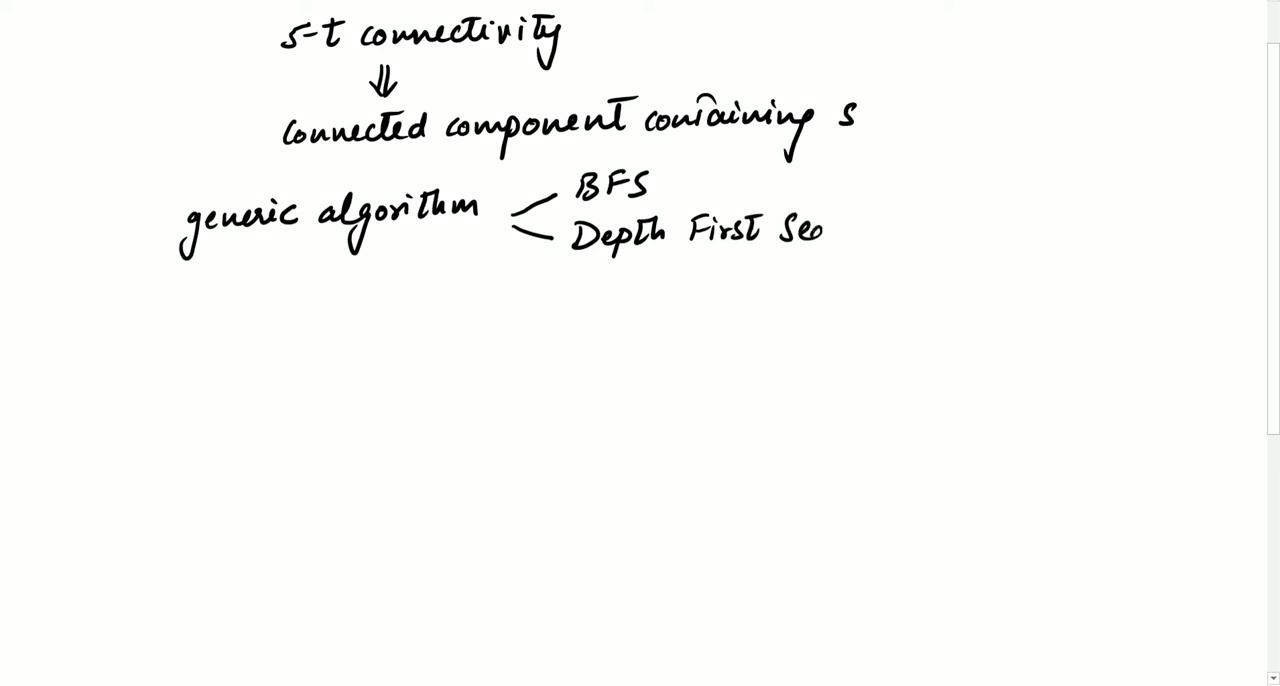 s-t connectivity
⇓
connected component containing s
generic algorithm
BFS
Depth First Sea